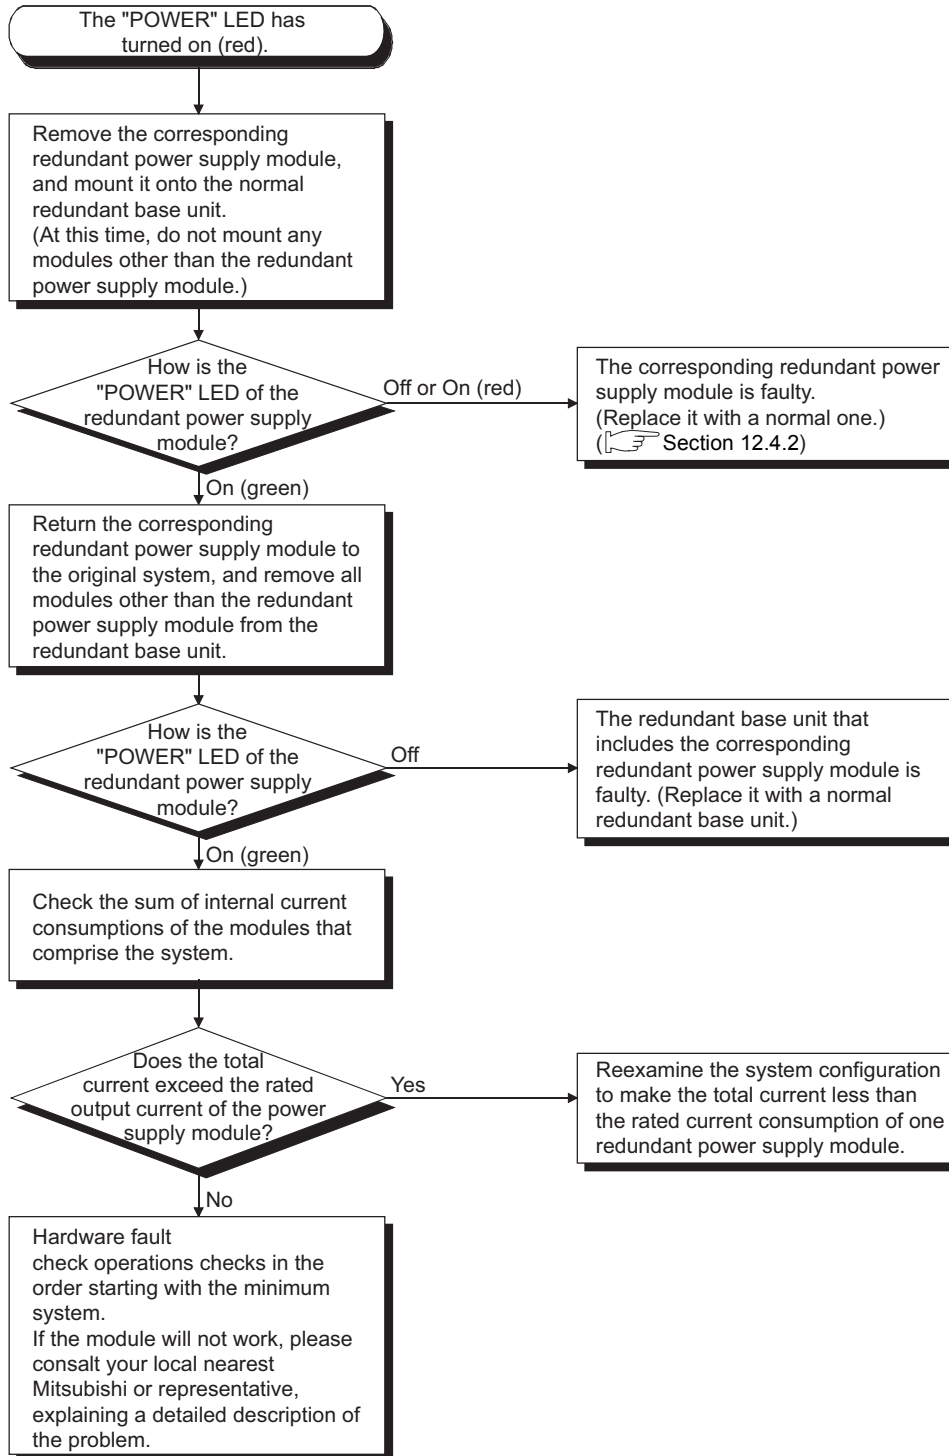 The "POWER" LED has
turned on (red).
Remove the corresponding
redundant power supply module,
and mount it onto the normal
redundant base unit.
(At this time, do not mount any
modules other than the redundant
power supply module.)
How is the
"POWER" LED of the
redundant power supply
module?
Off or On (red)
The corresponding redundant power
supply module is faulty.
(Replace it with a normal one.)
( Section 12.4.2)
On (green)
Return the corresponding
redundant power supply module to
the original system, and remove all
modules other than the redundant
power supply module from the
redundant base unit.
How is the
"POWER" LED of the
redundant power supply
module?
Off
The redundant base unit that
includes the corresponding
redundant power supply module is
faulty. (Replace it with a normal
redundant base unit.)
On (green)
Check the sum of internal current
consumptions of the modules that
comprise the system.
Does the total
current exceed the rated
output current of the power
supply module?
Yes
Reexamine the system configuration
to make the total current less than
the rated current consumption of one
redundant power supply module.
No
Hardware fault
check operations checks in the
order starting with the minimum
system.
If the module will not work, please
consalt your local nearest
Mitsubishi or representative,
explaining a detailed description of
the problem.